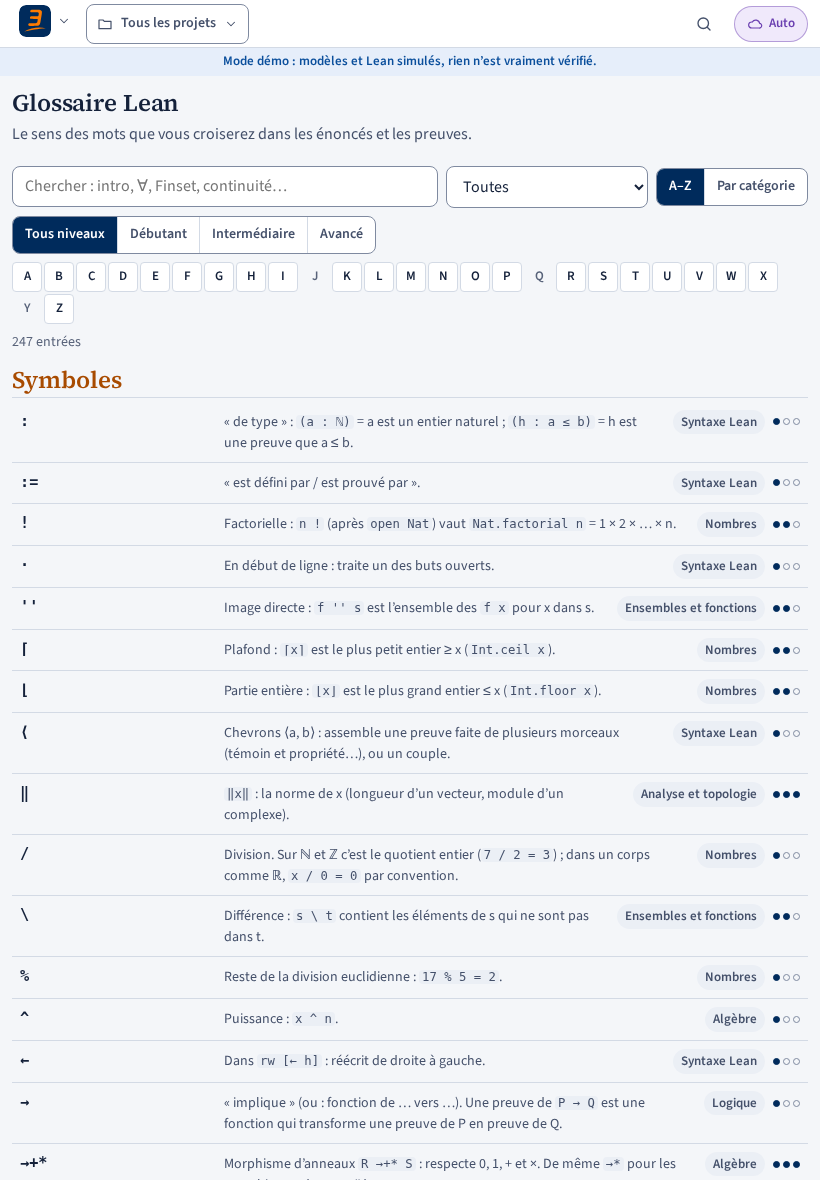 Tous les projets
Auto
Mode démo : modèles et Lean simulés, rien n’est vraiment vérifié.
Glossaire Lean
Le sens des mots que vous croiserez dans les énoncés et les preuves.
Chercher : intro, ∀, Finset, continuité…
Toutes
A–Z
Par catégorie
Tous niveaux
Débutant
Intermédiaire
Avancé
A B C D E F G H I J K L M N O P Q R S T U V W X
Y Z
247 entrées
Symboles
: « de type » : (a : ℕ) = a est un entier naturel ; (h : a ≤ b) = h est Syntaxe Lean
une preuve que a ≤ b.
:= « est défini par / est prouvé par ». Syntaxe Lean
! Factorielle : n ! (après open Nat) vaut Nat.factorial n = 1 × 2 × … × n. Nombres
· En début de ligne : traite un des buts ouverts. Syntaxe Lean
'' Image directe : f '' s est l’ensemble des f x pour x dans s. Ensembles et fonctions
⌈ Plafond : ⌈x⌉ est le plus petit entier ≥ x (Int.ceil x). Nombres
⌊ Partie entière : ⌊x⌋ est le plus grand entier ≤ x (Int.floor x). Nombres
⟨ Chevrons ⟨a, b⟩ : assemble une preuve faite de plusieurs morceaux Syntaxe Lean
(témoin et propriété…), ou un couple.
‖ ‖x‖ : la norme de x (longueur d’un vecteur, module d’un Analyse et topologie
complexe).
/ Division. Sur ℕ et ℤ c’est le quotient entier (7 / 2 = 3) ; dans un corps Nombres
comme ℝ, x / 0 = 0 par convention.
\ Différence : s \ t contient les éléments de s qui ne sont pas Ensembles et fonctions
dans t.
% Reste de la division euclidienne : 17 % 5 = 2. Nombres
^ Puissance : x ^ n. Algèbre
← Dans rw [← h] : réécrit de droite à gauche. Syntaxe Lean
→ « implique » (ou : fonction de … vers …). Une preuve de P → Q est une Logique
fonction qui transforme une preuve de P en preuve de Q.
→+* Morphisme d’anneaux R →+* S : respecte 0, 1, + et ×. De même →* pour les Algèbre